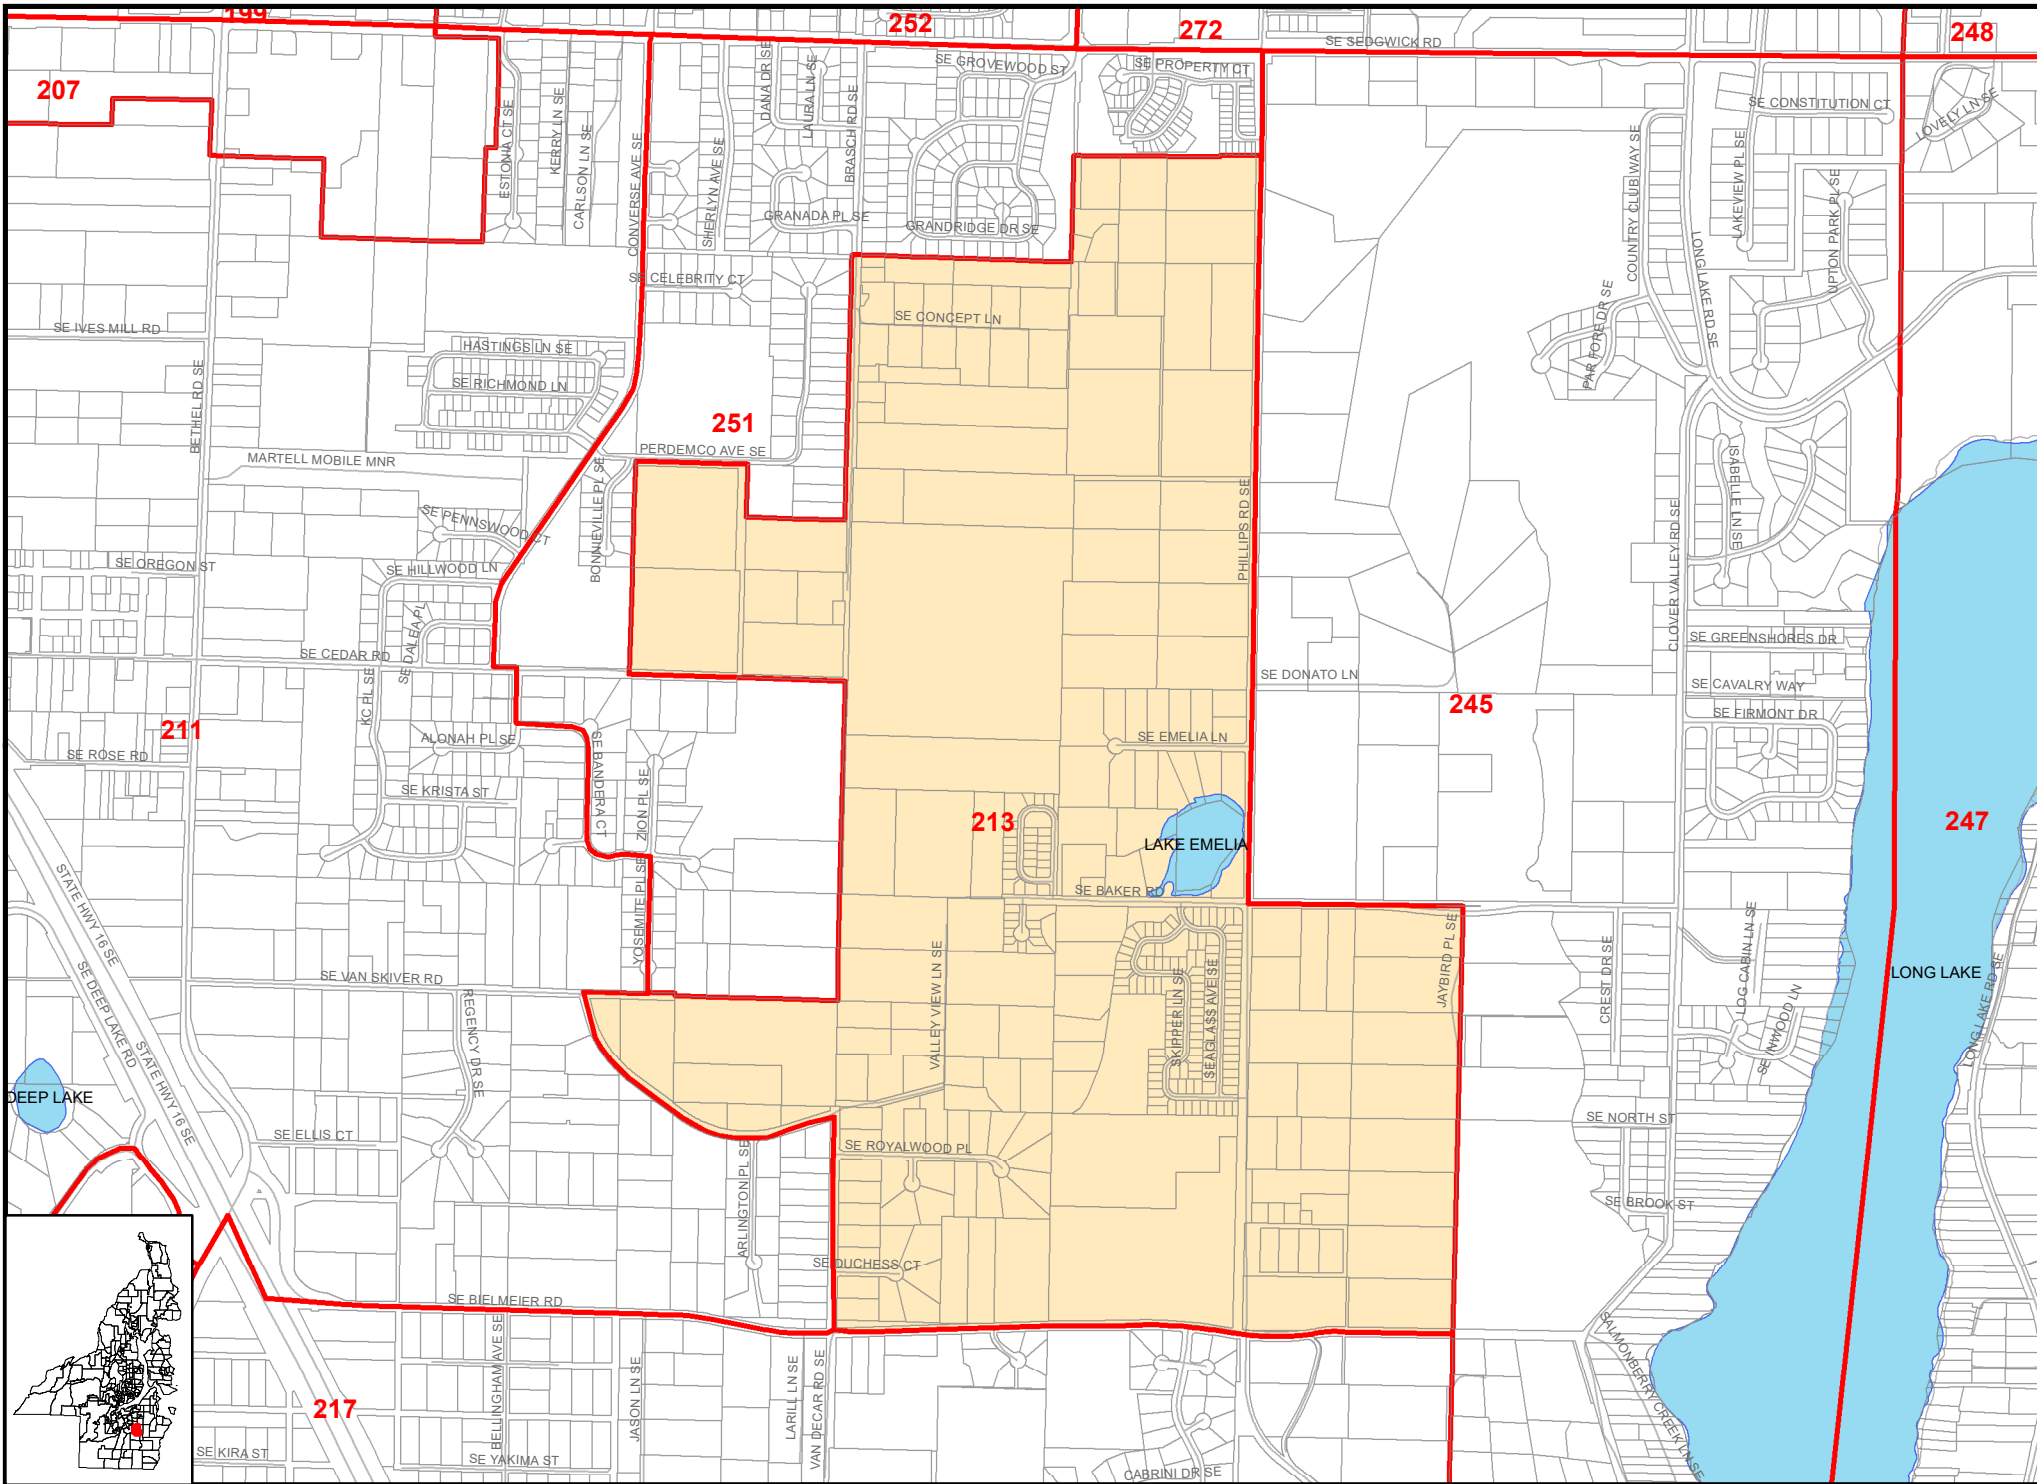 199
252
272
248
SE SEDGWICK RD
207
SE GROVEWOOD ST
SE PROPERTY CT
SE CONSTITUTION CT
LOVELY LN SE
ESTONIA CT SE
KERRY LN SE
CARLSON LN SE
CONVERSE AVE SE
SHERLYN AVE SE
DANA DR SE
LAURA LN SE
BRASCH RD SE
GRANADA PL SE
GRANDRIDGE DR SE
COUNTRY CLUB WAY SE
LONG LAKE RD SE
LAKEVIEW PL SE
UPTON PARK PL SE
SE CELEBRITY CT
SE CONCEPT LN
PAR FORE DR SE
SE IVES MILL RD
HASTINGS LN SE
SE RICHMOND LN
BETHEL RD SE
251
PERDEMCO AVE SE
MARTELL MOBILE MNR
BONNIEVILLE PL SE
PHILLIPS RD SE
ISABELLE LN SE
CLOVER VALLEY RD SE
SE PENNSWOOD CT
SE OREGON ST
SE HILLWOOD LN
SE DALEA PL
SE CEDAR RD
KC PL SE
SE GREENSHORES DR
SE DONATO LN
SE CAVALRY WAY
245
SE FIRMONT DR
211
ALONAH PL SE
SE BANDERA CT
ZION PL SE
SE EMELIA LN
SE ROSE RD
SE KRISTA ST
213
247
LAKE EMELIA
SE BAKER RD
STATE HWY 16 SE
YOSEMITE PL SE
VALLEY VIEW LN SE
SKIPPER LN SE
SEAGLASS AVE SE
JAYBIRD PL SE
CREST DR SE
LOG CABIN LN SE
SE INWOOD LN
LONG LAKE
LONG LAKE RD SE
SE VAN SKIVER RD
SE DEEP LAKE RD
STATE HWY 16 SE
REGENCY DR SE
DEEP LAKE
SE ELLIS CT
ARLINGTON PL SE
SE ROYALWOOD PL
SE NORTH ST
SE BROOK ST
SE DUCHESS CT
SE BIELMEIER RD
BELLINGHAM AVE SE
JASON LN SE
LARILL LN SE
VAN DECAR RD SE
SALMONBERRY CREEK LN SE
217
SE KIRA ST
SE YAKIMA ST
CABRINI DR SE